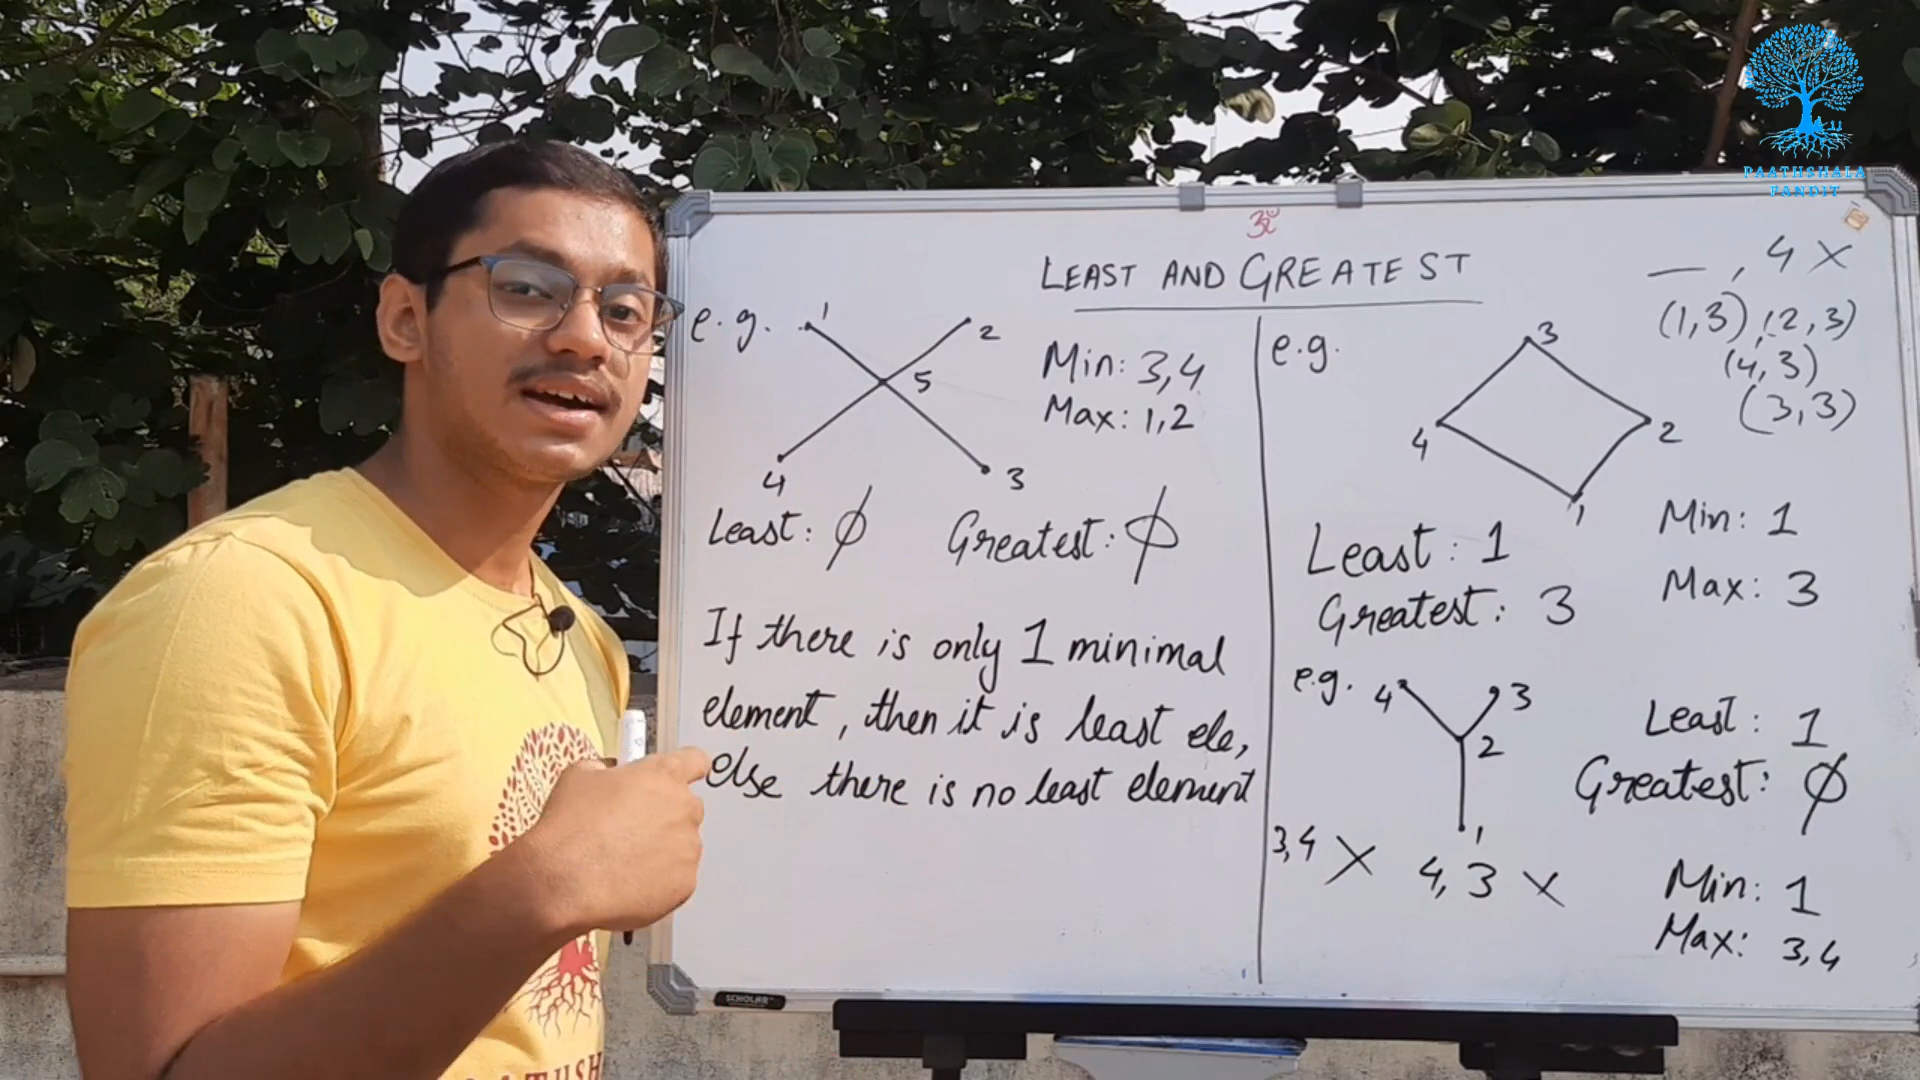 ॐ
LEAST AND GREATEST
e.g.
1
2
5
4
3
Min: 3,4
Max: 1,2
Least: ϕ
Greatest: ϕ
If there is only 1 minimal
element, then it is least ele,
else there is no least element
—, 4 X
(1,3), (2,3)
(4,3)
(3,3)
e.g.
3
4
2
1
Least: 1
Greatest: 3
Min: 1
Max: 3
e.g.
4
3
2
1
Least: 1
Greatest: ϕ
3,4 X
4,3 X
Min: 1
Max: 3,4
SCHOLAR
PAATHSHALA
PANDIT